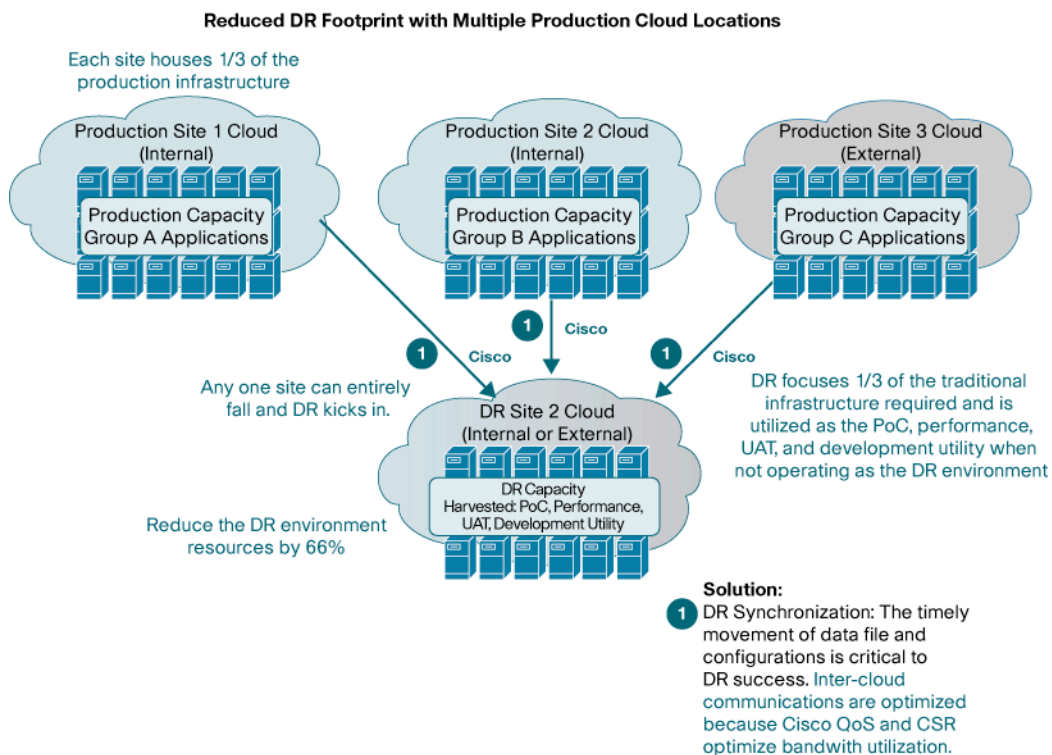 Reduced DR Footprint with Multiple Production Cloud Locations
Each site houses 1/3 of the
production infrastructure
Production Site 1 Cloud
(Internal)
Production Capacity
Group A Applications
Production Site 2 Cloud
(Internal)
Production Capacity
Group B Applications
Production Site 3 Cloud
(External)
Production Capacity
Group C Applications
1
Cisco
1
Cisco
1
Cisco
Any one site can entirely
fall and DR kicks in.
DR Site 2 Cloud
(Internal or External)
DR Capacity
Harvested: PoC, Performance,
UAT, Development Utility
DR focuses 1/3 of the traditional
infrastructure required and is
utilized as the PoC, performance,
UAT, and development utility when
not operating as the DR environment
Reduce the DR environment
resources by 66%
Solution:
1
DR Synchronization: The timely
movement of data file and
configurations is critical to
DR success. Inter-cloud
communications are optimized
because Cisco QoS and CSR
optimize bandwith utilization.